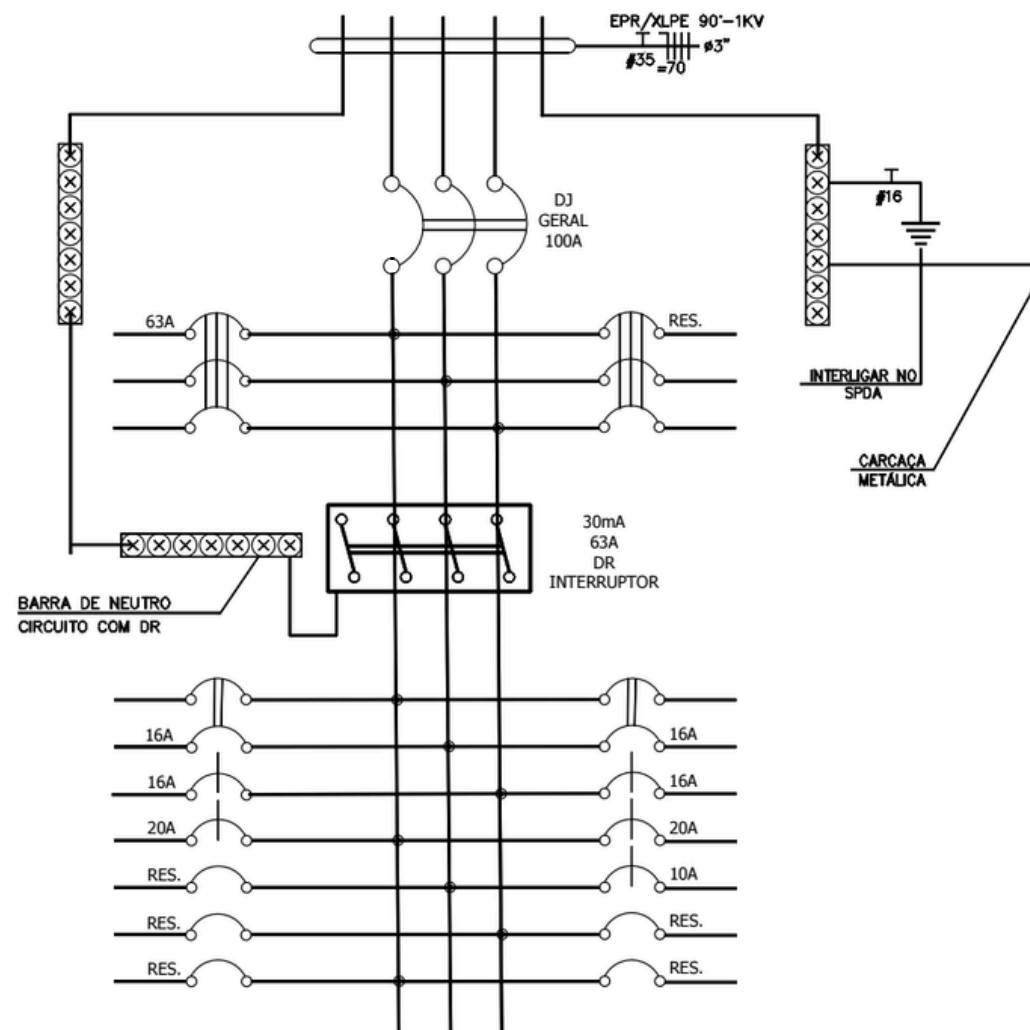 EPR/XLPE 90°-1KV
ø3"
#35
=70
#16
DJ
GERAL
100A
63A
RES.
INTERLIGAR NO
SPDA
CARCAÇA
METÁLICA
30mA
63A
DR
INTERRUPTOR
BARRA DE NEUTRO
CIRCUITO COM DR
16A
16A
16A
16A
20A
20A
RES.
10A
RES.
RES.
RES.
RES.